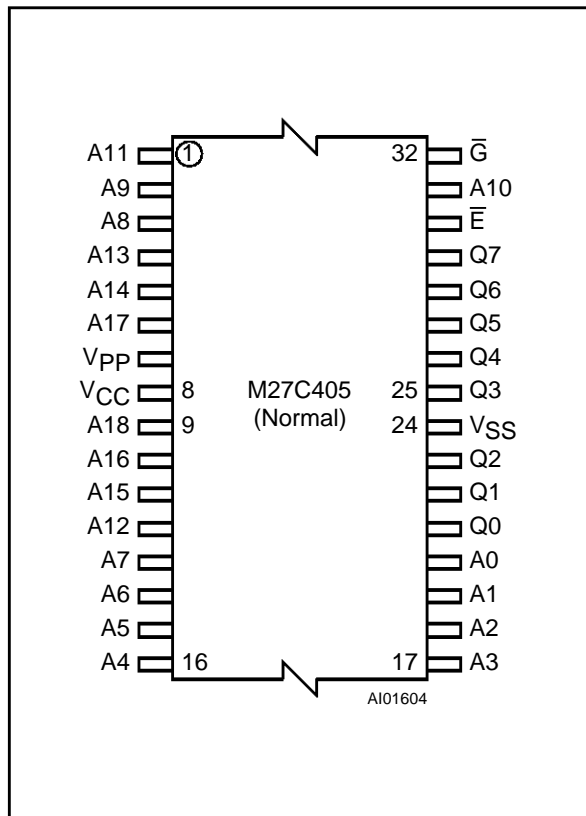 A11 1 32 G̅
A9 A10
A8 E̅
A13 Q7
A14 Q6
A17 Q5
VPP Q4
VCC 8 M27C405 25 Q3
A18 9 (Normal) 24 VSS
A16 Q2
A15 Q1
A12 Q0
A7 A0
A6 A1
A5 A2
A4 16 17 A3
AI01604